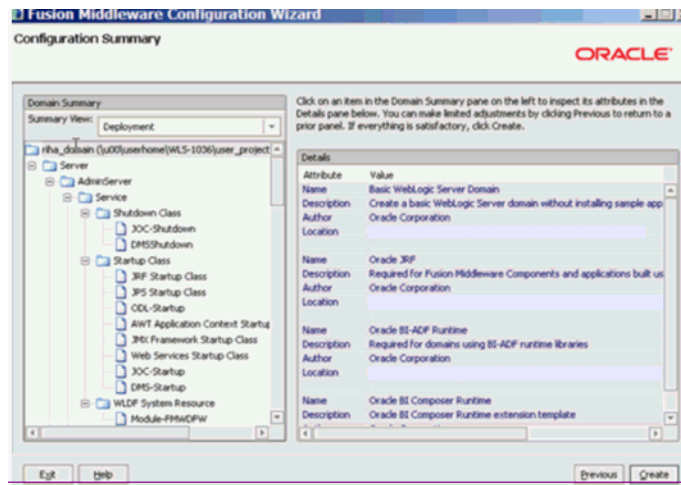 Fusion Middleware Configuration Wizard
Configuration Summary
ORACLE
Domain Summary
Summary View: Deployment
riha_domain (\u00\userhome\WLS-1036\user_project
Server
AdminServer
Service
Shutdown Class
JOC-Shutdown
DMSShutdown
Startup Class
JRF Startup Class
JPS Startup Class
ODL-Startup
AWT Application Context Startup
JMX Framework Startup Class
Web Services Startup Class
JOC-Startup
DMS-Startup
WLDF System Resource
Module-FMWDFW
Click on an item in the Domain Summary pane on the left to inspect its attributes in the
Details pane below. You can make limited adjustments by clicking Previous to return to a
prior panel. If everything is satisfactory, click Create.
Details
Attribute Value
Name Basic WebLogic Server Domain
Description Create a basic WebLogic Server domain without installing sample app
Author Oracle Corporation
Location
Name Oracle JRF
Description Required for Fusion Middleware Components and applications built us
Author Oracle Corporation
Location
Name Oracle BI-ADF Runtime
Description Required for domains using BI-ADF runtime libraries
Author Oracle Corporation
Location
Name Oracle BI Composer Runtime
Description Oracle BI Composer Runtime extension template
Exit Help Previous Create